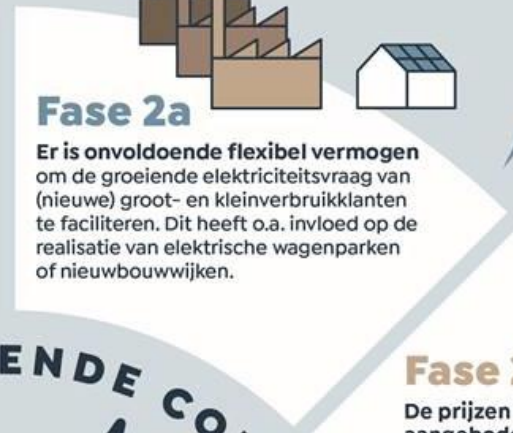 Fase 2a
Er is onvoldoende flexibel vermogen
om de groeiende elektriciteitsvraag van
(nieuwe) groot- en kleinverbruikklanten
te faciliteren. Dit heeft o.a. invloed op de
realisatie van elektrische wagenparken
of nieuwbouwwijken.
ENDE CO
Fase
De prijzen